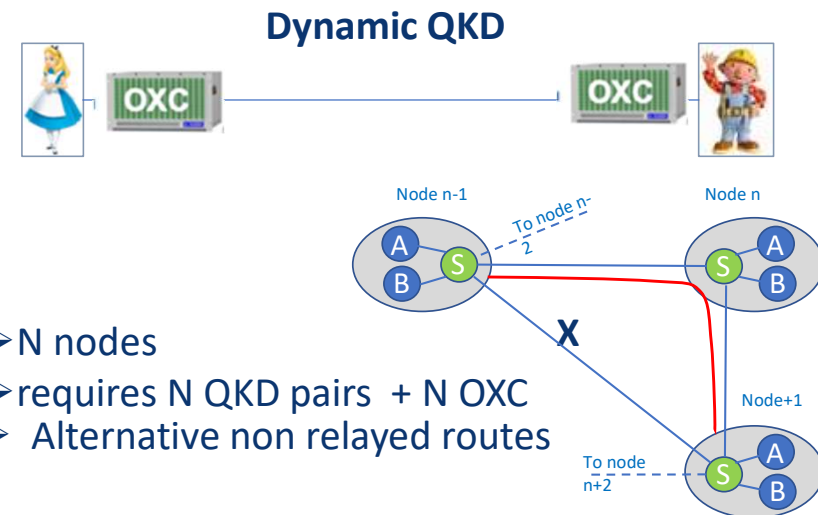 Dynamic QKD
OXC
OXC
Node n-1
Node n
To node n-
2
A
B
S
S
A
B
X
➢N nodes
➢requires N QKD pairs + N OXC
➢ Alternative non relayed routes
Node+1
To node
n+2
S
A
B